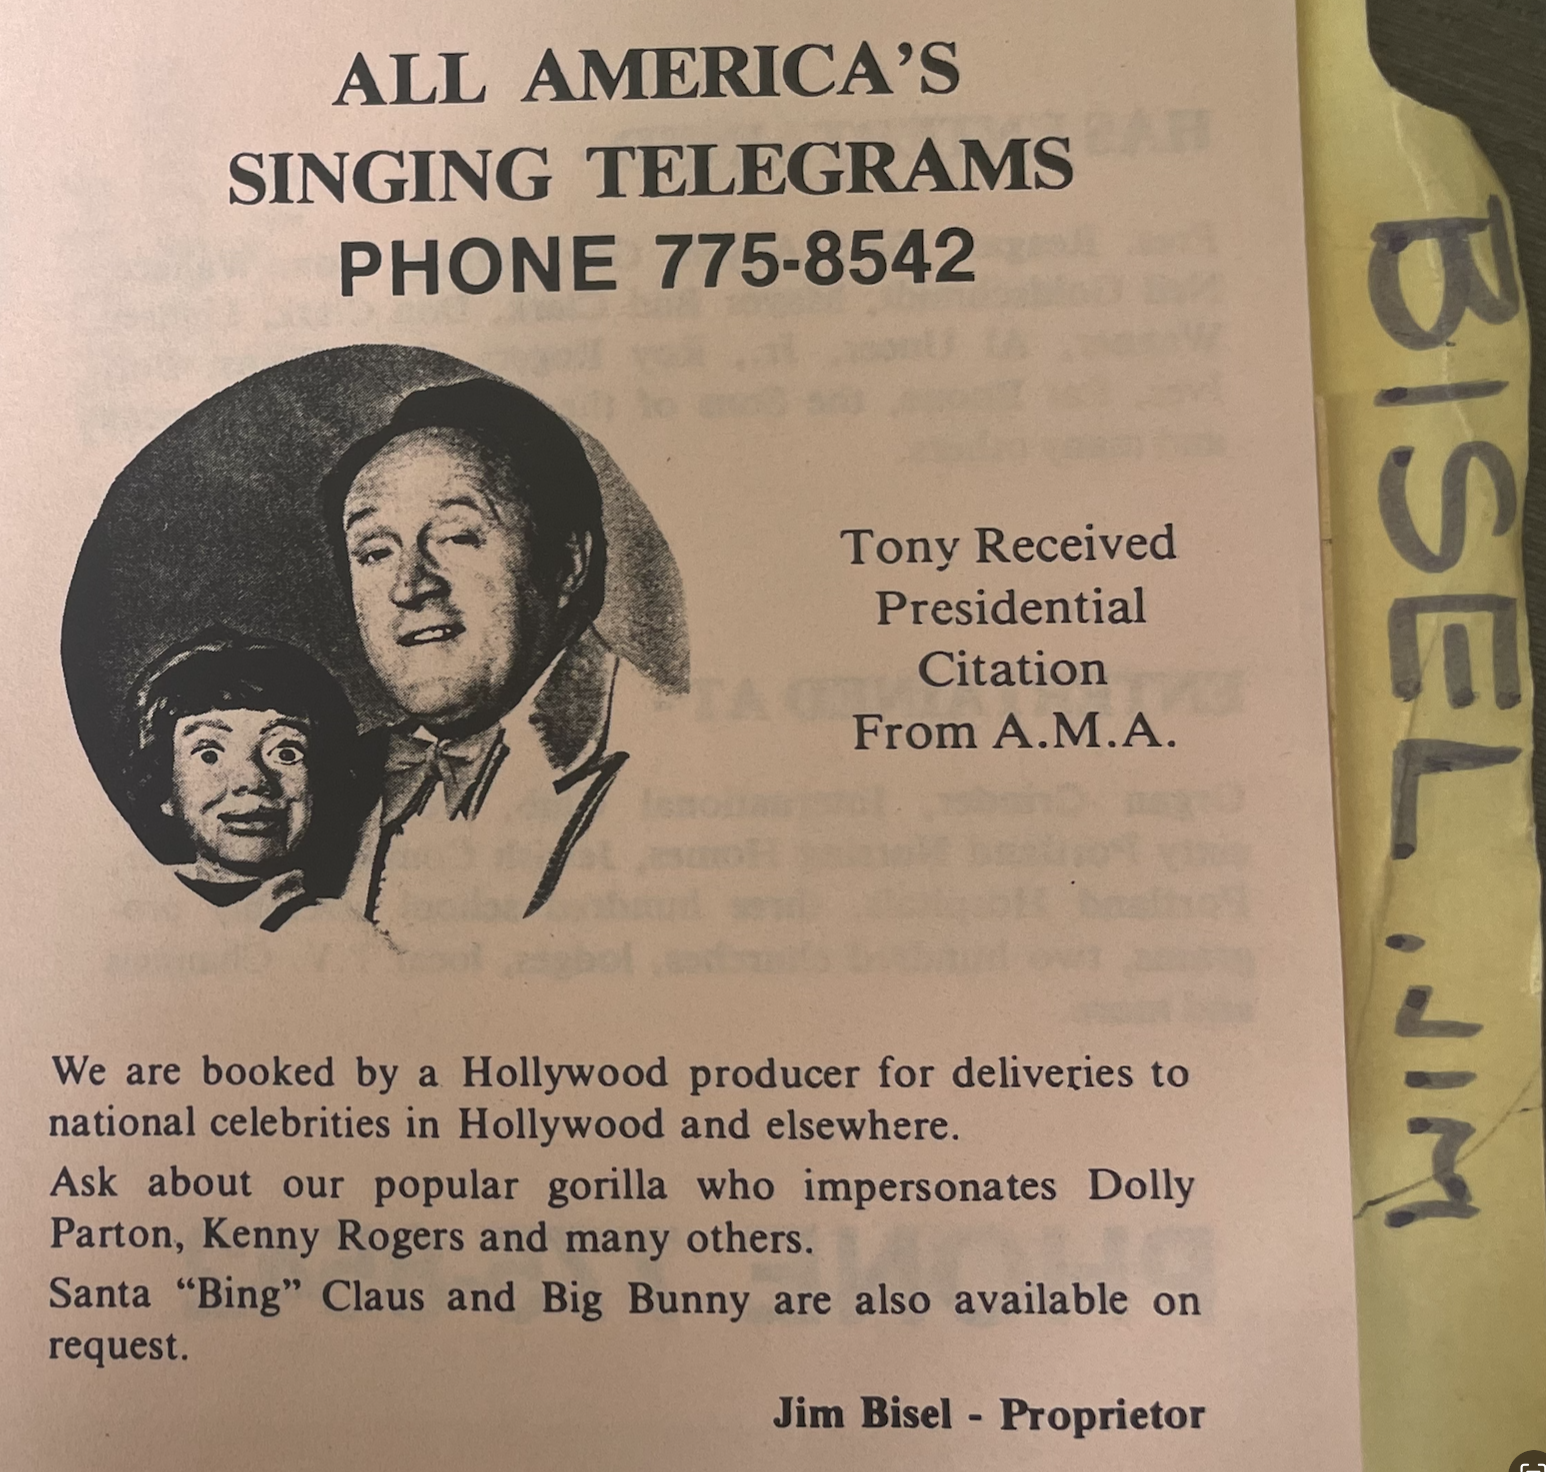 ALL AMERICA'S
SINGING TELEGRAMS
PHONE 775-8542
Tony Received
Presidential
Citation
From A.M.A.
We are booked by a Hollywood producer for deliveries to
national celebrities in Hollywood and elsewhere.
Ask about our popular gorilla who impersonates Dolly
Parton, Kenny Rogers and many others.
Santa “Bing” Claus and Big Bunny are also available on
request.
Jim Bisel - Proprietor
BISEL, JIM